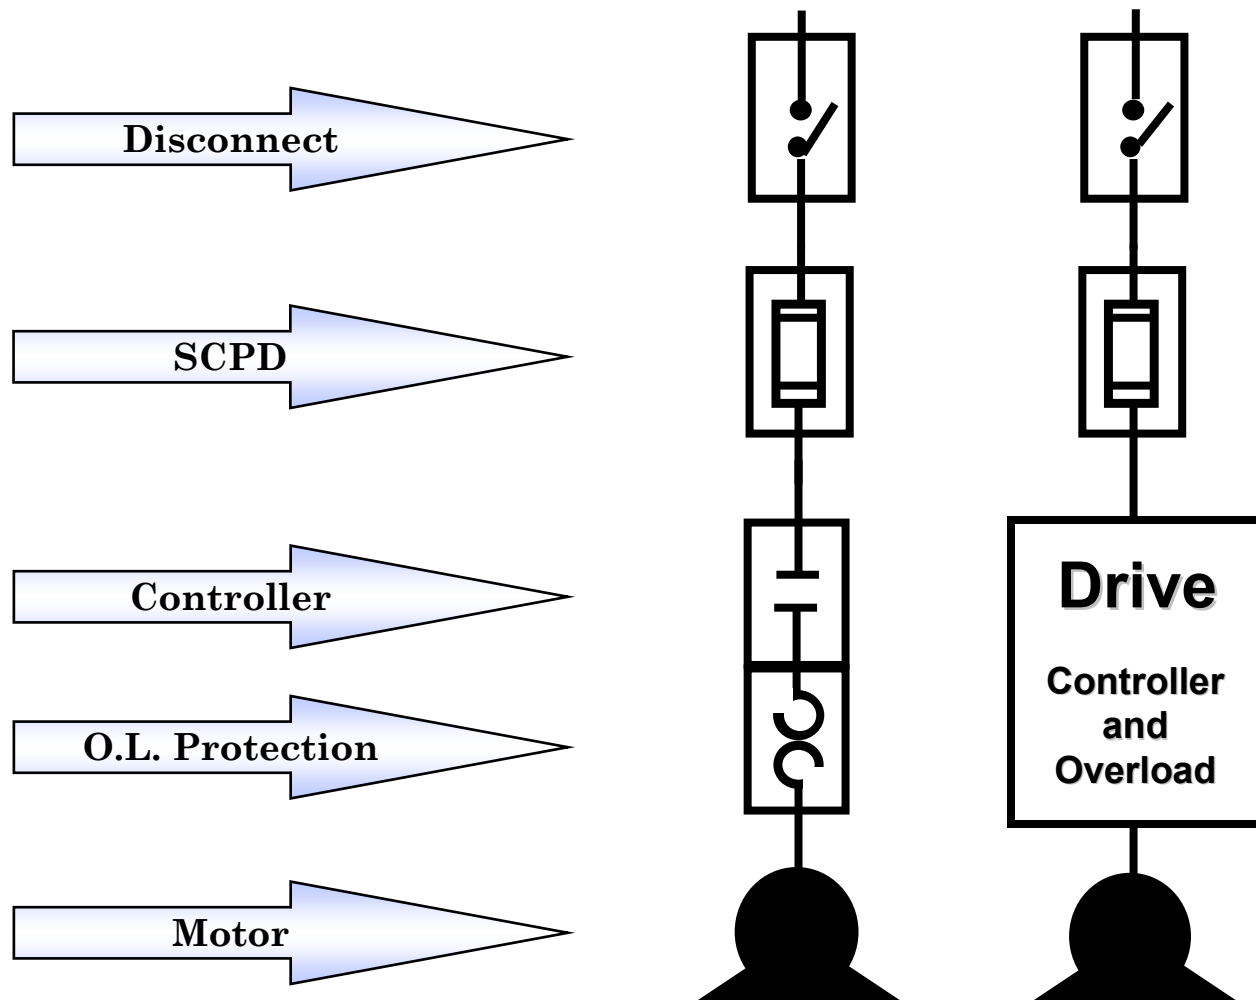 Disconnect
SCPD
Controller
O.L. Protection
Motor
Drive
Controller
and
Overload